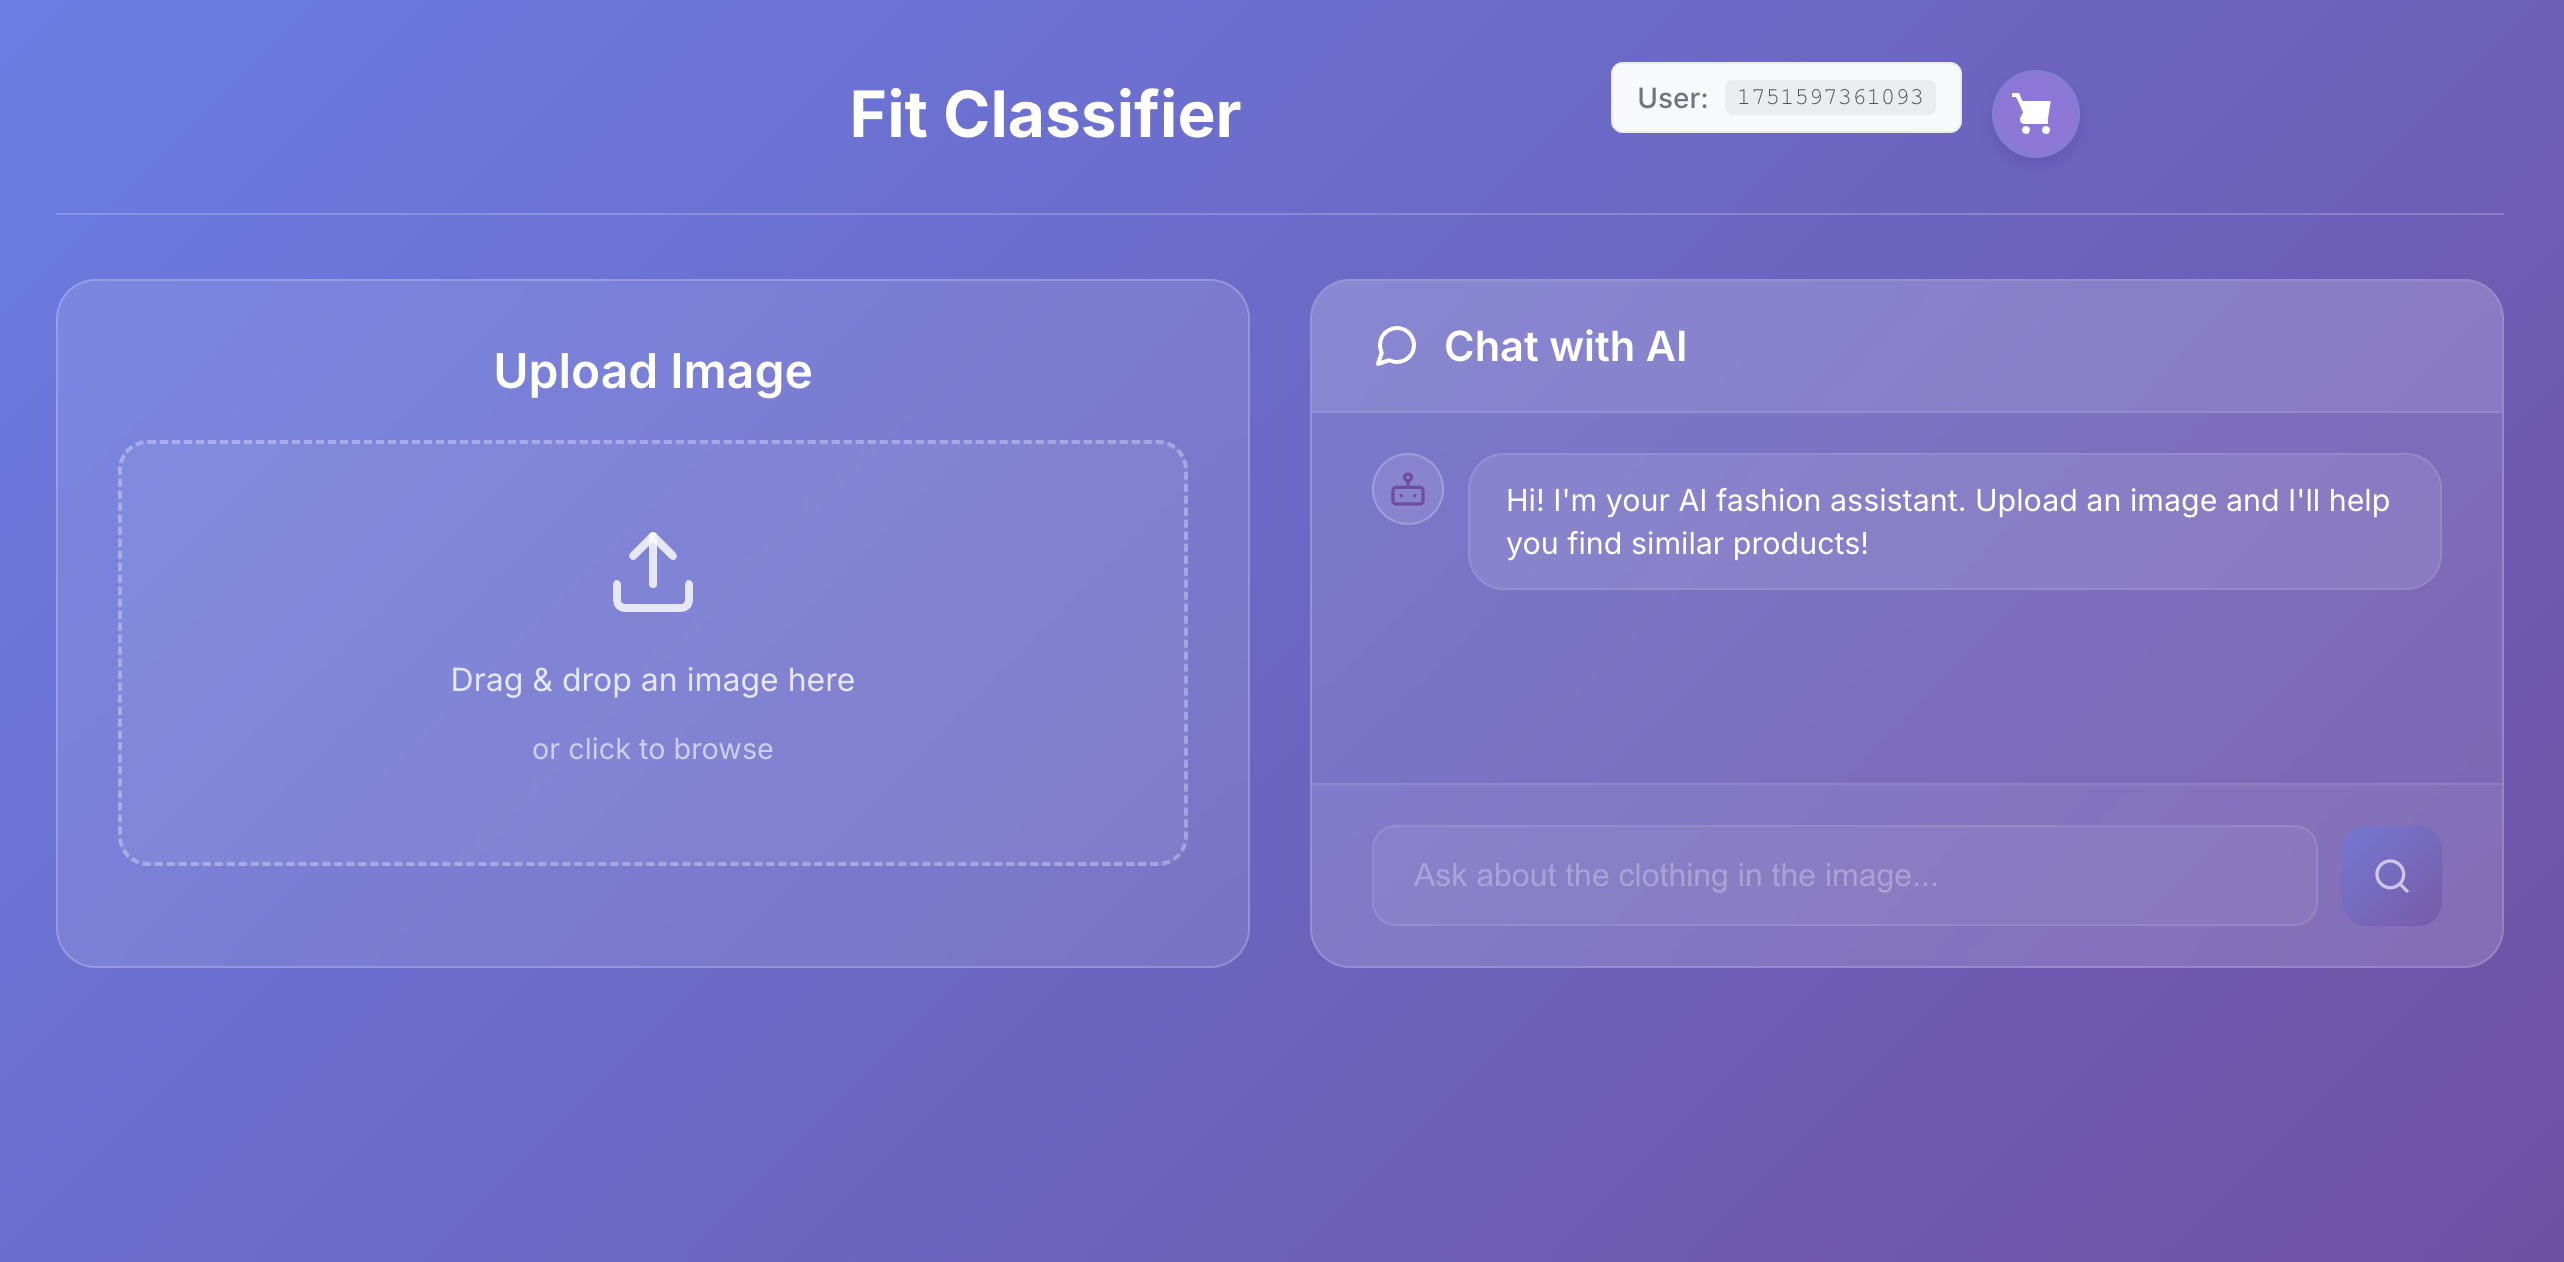 Fit Classifier
User: 1751597361093
Upload Image
Drag & drop an image here
or click to browse
Chat with AI
Hi! I'm your AI fashion assistant. Upload an image and I'll help
you find similar products!
Ask about the clothing in the image...